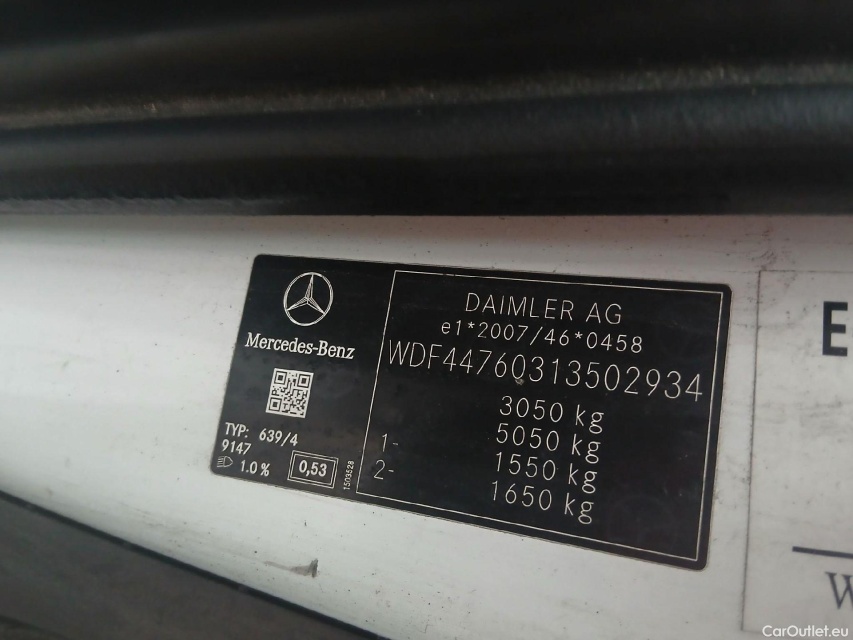 Mercedes-Benz
TYP: 639/4
9147
1.0 %
0,53
1503528
DAIMLER AG
e1*2007/46*0458
WDF44760313502934
3050 kg
1- 5050 kg
2- 1550 kg
1650 kg
E
W
CarOutlet.eu